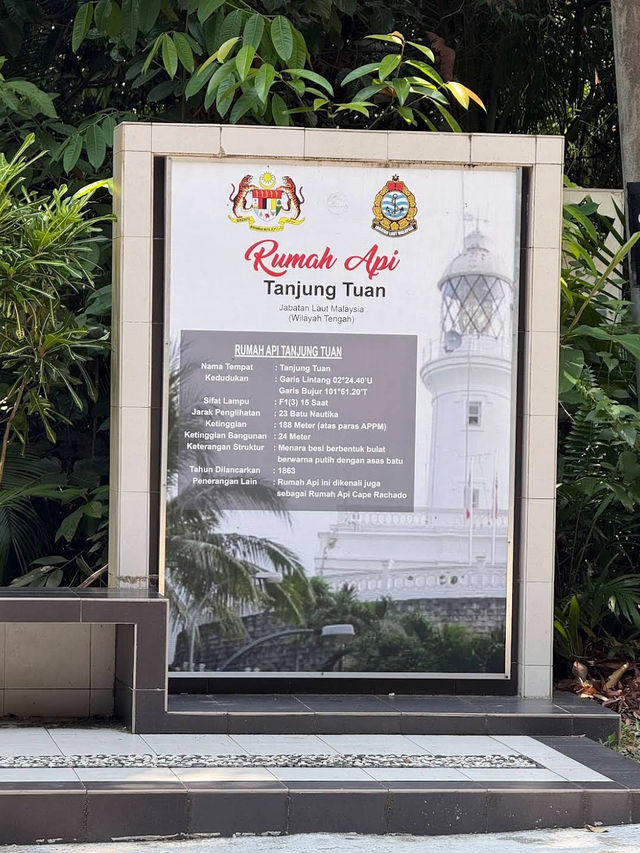 Rumah Api
Tanjung Tuan
Jabatan Laut Malaysia
(Wilayah Tengah)
RUMAH API TANJUNG TUAN
Nama Tempat : Tanjung Tuan
Kedudukan : Garis Lintang 02°24.40'U
Garis Bujur 101°51.20'T
Sifat Lampu : F1(3) 15 Saat
Jarak Penglihatan : 23 Batu Nautika
Ketinggian : 188 Meter (atas paras APPM)
Ketinggian Bangunan : 24 Meter
Keterangan Struktur : Menara besi berbentuk bulat
berwarna putih dengan asas batu
Tahun Dilancarkan : 1863
Penerangan Lain : Rumah Api ini dikenali juga
sebagai Rumah Api Cape Rachado